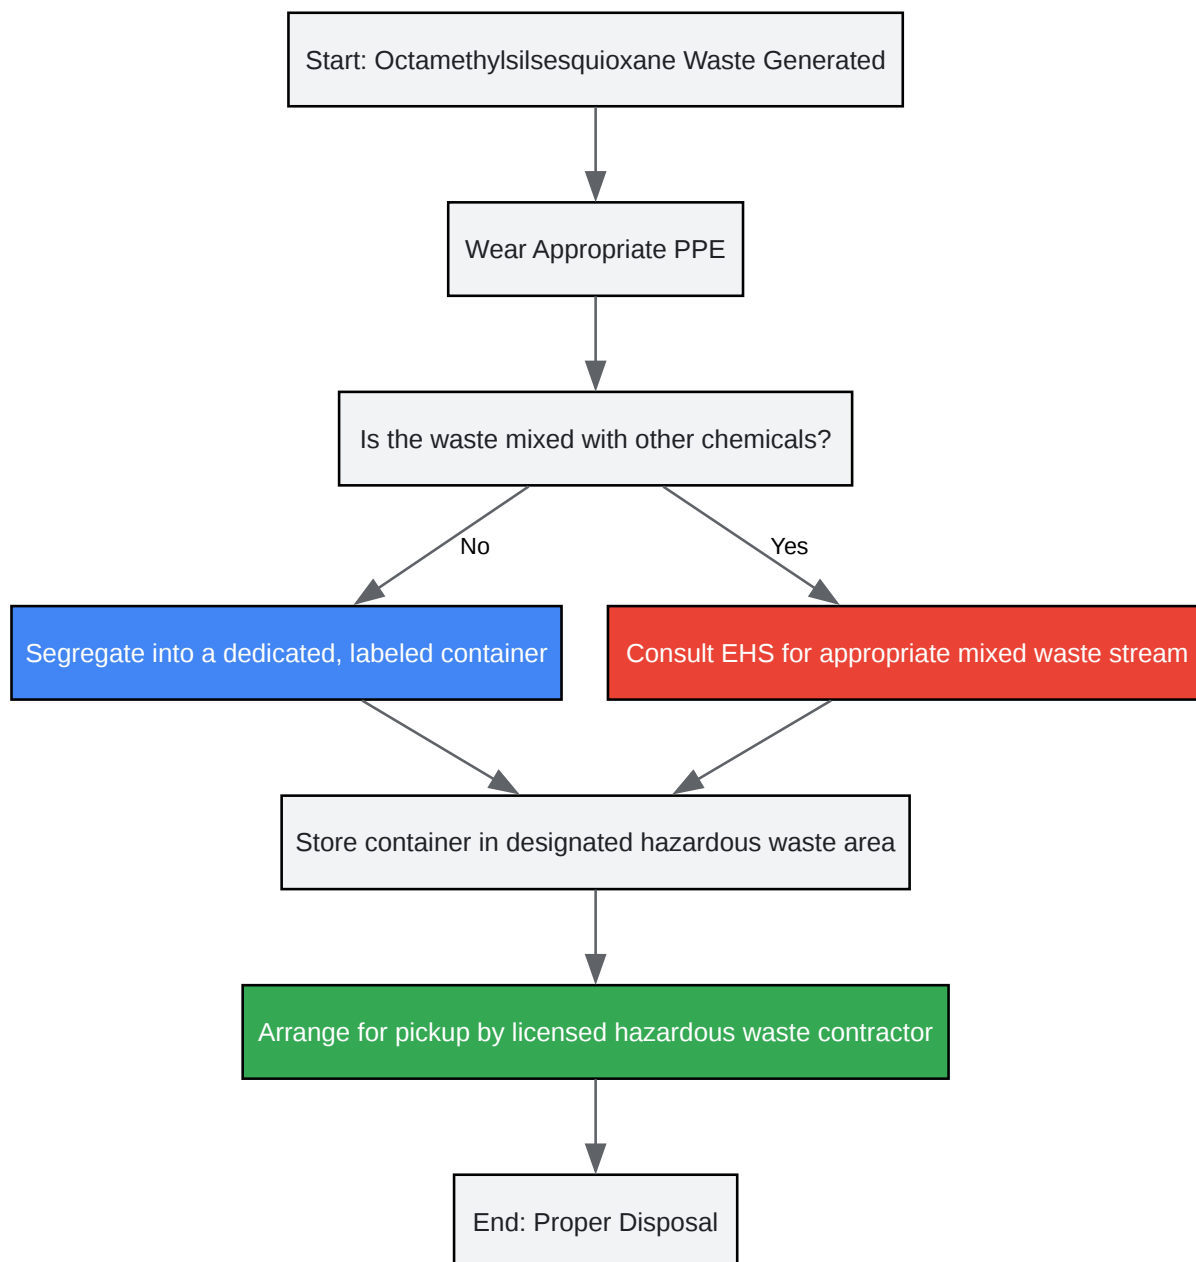 Start: Octamethylsilsesquioxane Waste Generated
Wear Appropriate PPE
Is the waste mixed with other chemicals?
No
Yes
Segregate into a dedicated, labeled container
Consult EHS for appropriate mixed waste stream
Store container in designated hazardous waste area
Arrange for pickup by licensed hazardous waste contractor
End: Proper Disposal